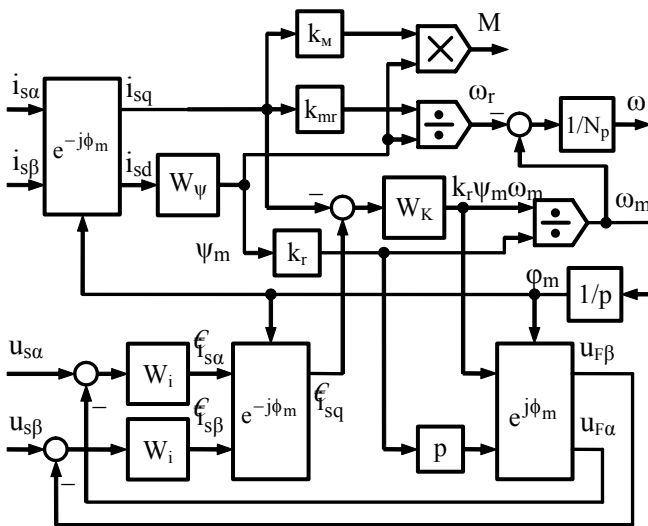 k_м
M
i_sα
i_sq
k_mr
ω_r
ω
e^{-jϕ_m}
1/N_p
i_sβ
i_sd
W_ψ
k_rψ_mω_m
W_K
ω_m
ψ_m
k_r
φ_m
1/p
u_sα
€i_sα
W_i
u_Fβ
e^{-jϕ_m}
€i_sq
e^{jϕ_m}
u_sβ
€i_sβ
W_i
u_Fα
p